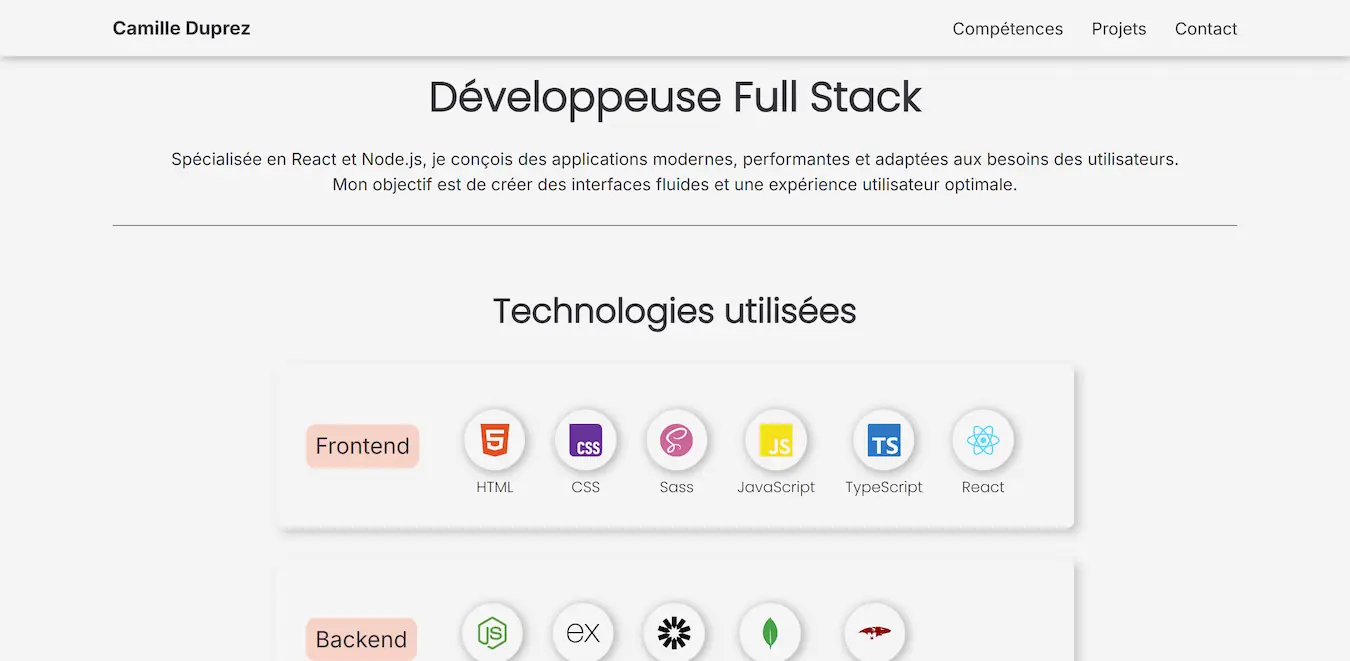 Camille Duprez
Compétences Projets Contact
Développeuse Full Stack
Spécialisée en React et Node.js, je conçois des applications modernes, performantes et adaptées aux besoins des utilisateurs.
Mon objectif est de créer des interfaces fluides et une expérience utilisateur optimale.
Technologies utilisées
Frontend
5 CSS S JS TS
HTML CSS Sass JavaScript TypeScript React
Backend
JS ex